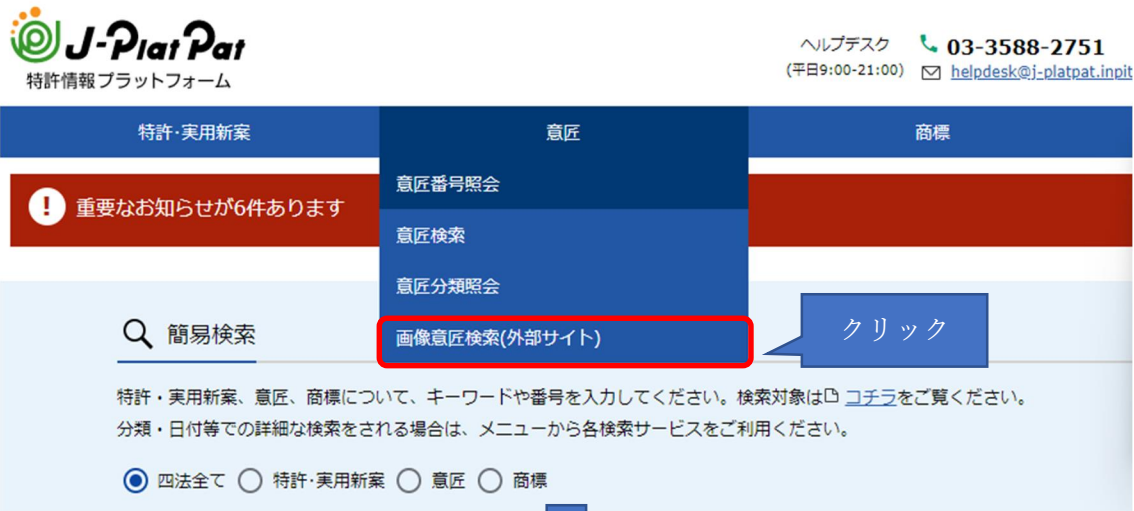 J-PlatPat
特許情報プラットフォーム
ヘルプデスク 03-3588-2751
(平日9:00-21:00) helpdesk@j-platpat.inpit
特許・実用新案 意匠 商標
重要なお知らせが6件あります
意匠番号照会
意匠検索
意匠分類照会
画像意匠検索(外部サイト)
クリック
簡易検索
特許・実用新案、意匠、商標について、キーワードや番号を入力してください。検索対象は コチラをご覧ください。
分類・日付等での詳細な検索をされる場合は、メニューから各検索サービスをご利用ください。
四法全て 特許・実用新案 意匠 商標